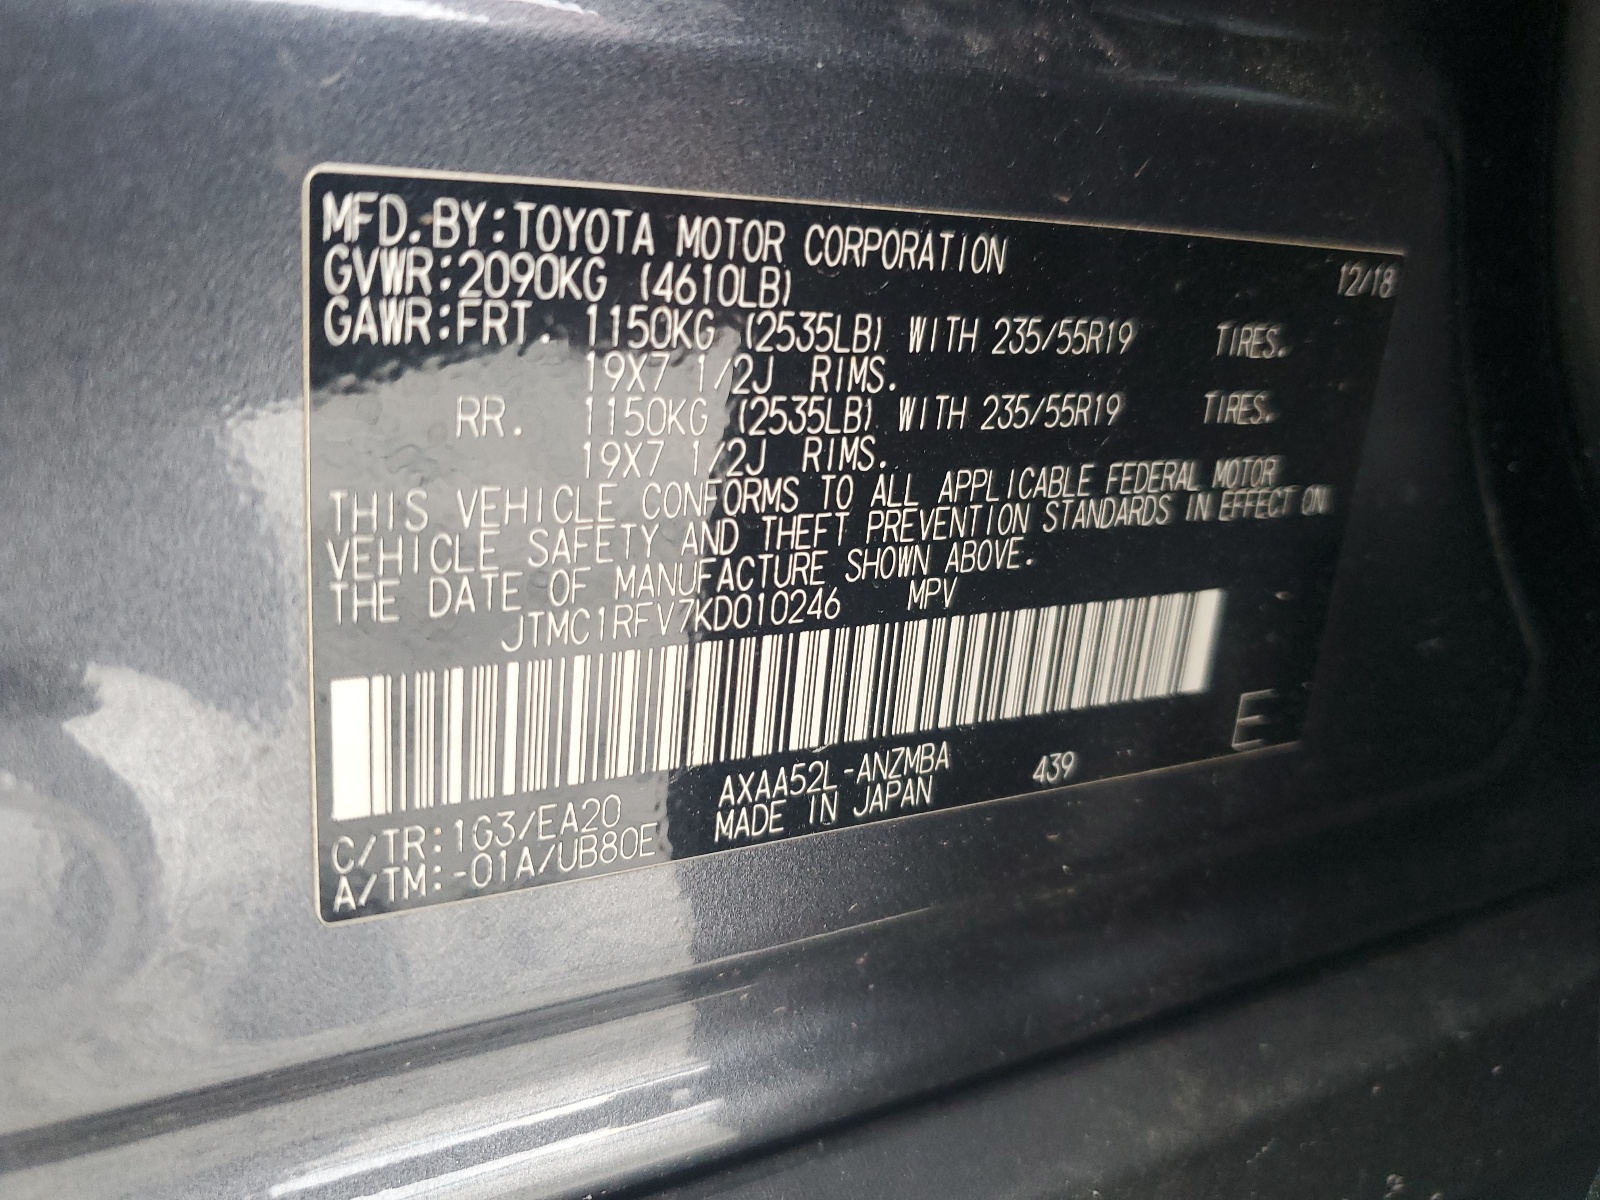 MFD.BY:TOYOTA MOTOR CORPORATION 12/18
GVWR:2090KG (4610LB)
GAWR:FRT. 1150KG (2535LB) WITH 235/55R19 TIRES.
19X7 1/2J RIMS.
RR. 1150KG (2535LB) WITH 235/55R19 TIRES.
19X7 1/2J RIMS.
THIS VEHICLE CONFORMS TO ALL APPLICABLE FEDERAL MOTOR
VEHICLE SAFETY AND THEFT PREVENTION STANDARDS IN EFFECT ON
THE DATE OF MANUFACTURE SHOWN ABOVE.
JTMC1RFV7KD010246 MPV
E
AXAA52L-ANZMBA 439
C/TR:1G3/EA20 MADE IN JAPAN
A/TM:-01A/UB80E